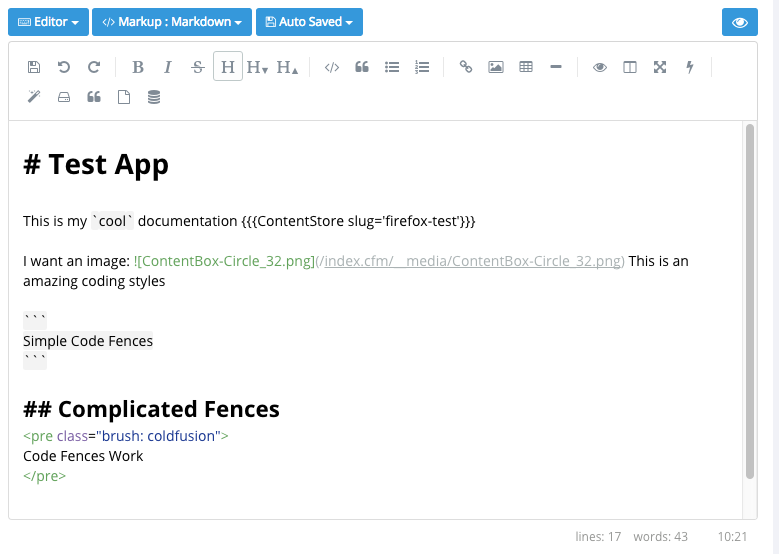 Editor Markup : Markdown Auto Saved
B I S H H H
# Test App
This is my `cool` documentation {{{ContentStore slug='firefox-test'}}}
I want an image: ![ContentBox-Circle_32.png](/index.cfm/__media/ContentBox-Circle_32.png) This is an
amazing coding styles
```
Simple Code Fences
```
## Complicated Fences
<pre class="brush: coldfusion">
Code Fences Work
</pre>
lines: 17 words: 43 10:21